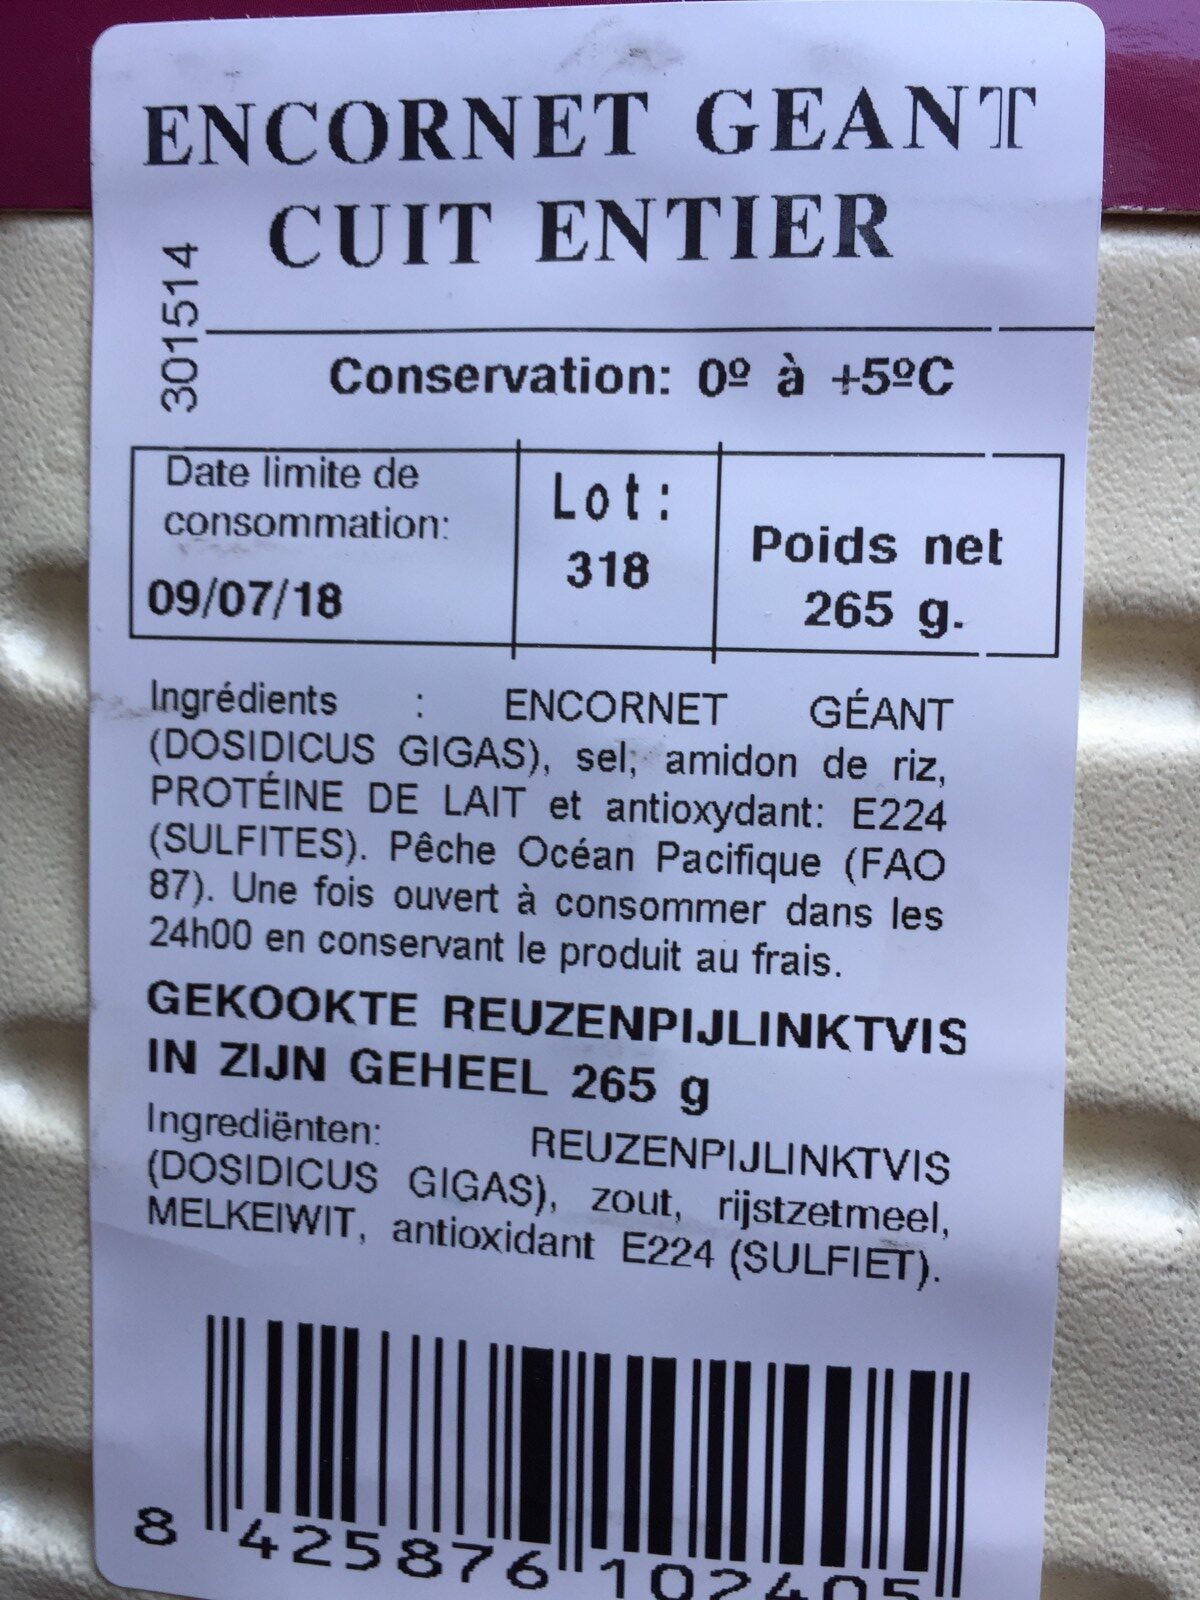 ENCORNET GEANT
CUIT ENTIER
301514
Conservation: 0º à +5ºC
Date limite de
consommation:
09/07/18
Lot:
318
Poids net
265 g.
Ingrédients : ENCORNET GÉANT
(DOSIDICUS GIGAS), sel; amidon de riz,
PROTÉINE DE LAIT et antioxydant: E224
(SULFITES). Pêche Océan Pacifique (FAO
87). Une fois ouvert à consommer dans les
24h00 en conservant le produit au frais.
GEKOOKTE REUZENPIJLINKTVIS
IN ZIJN GEHEEL 265 g
Ingrediënten: REUZENPIJLINKTVIS
(DOSIDICUS GIGAS), zout, rijstzetmeel,
MELKEIWIT, antioxidant E224 (SULFIET).
8 425876 102405